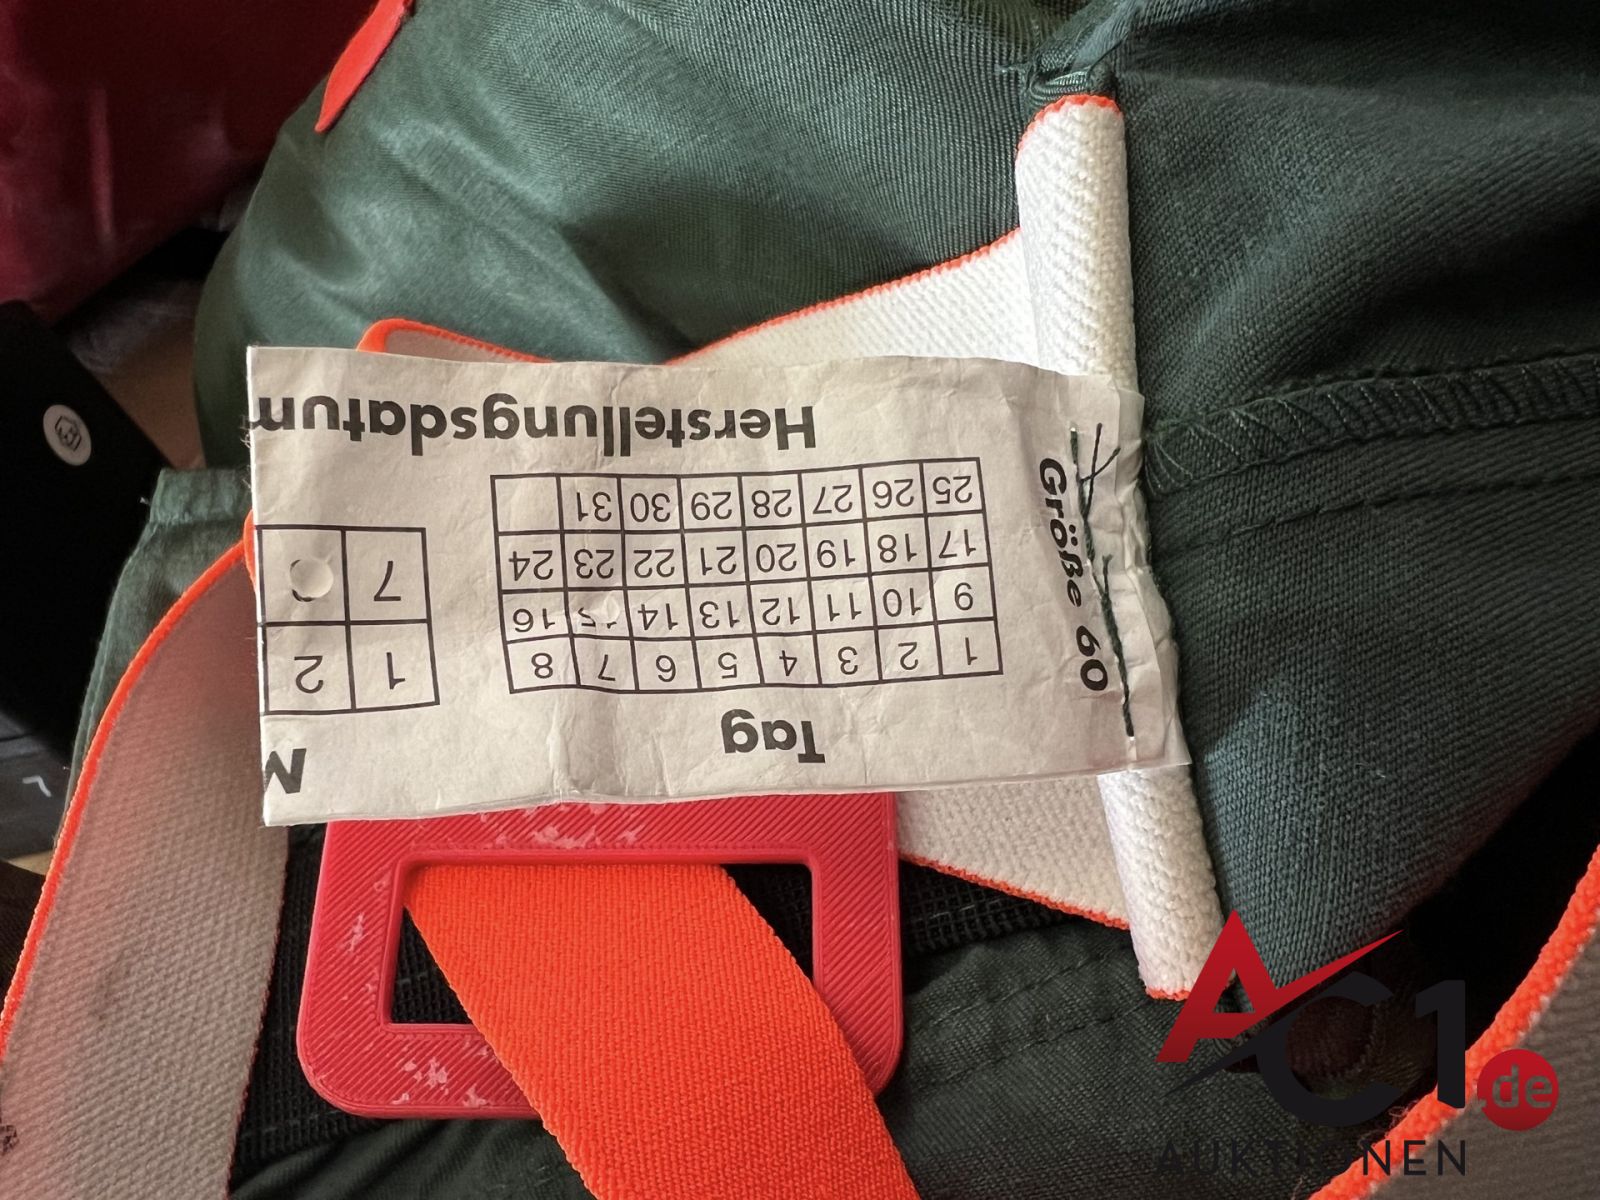 Größe 60
Tag M
1 2 3 4 5 6 7 8 1 2
9 10 11 12 13 14 15 16
17 18 19 20 21 22 23 24 7
25 26 27 28 29 30 31
Herstellungsdatum
AC1.de
AUKTIONEN